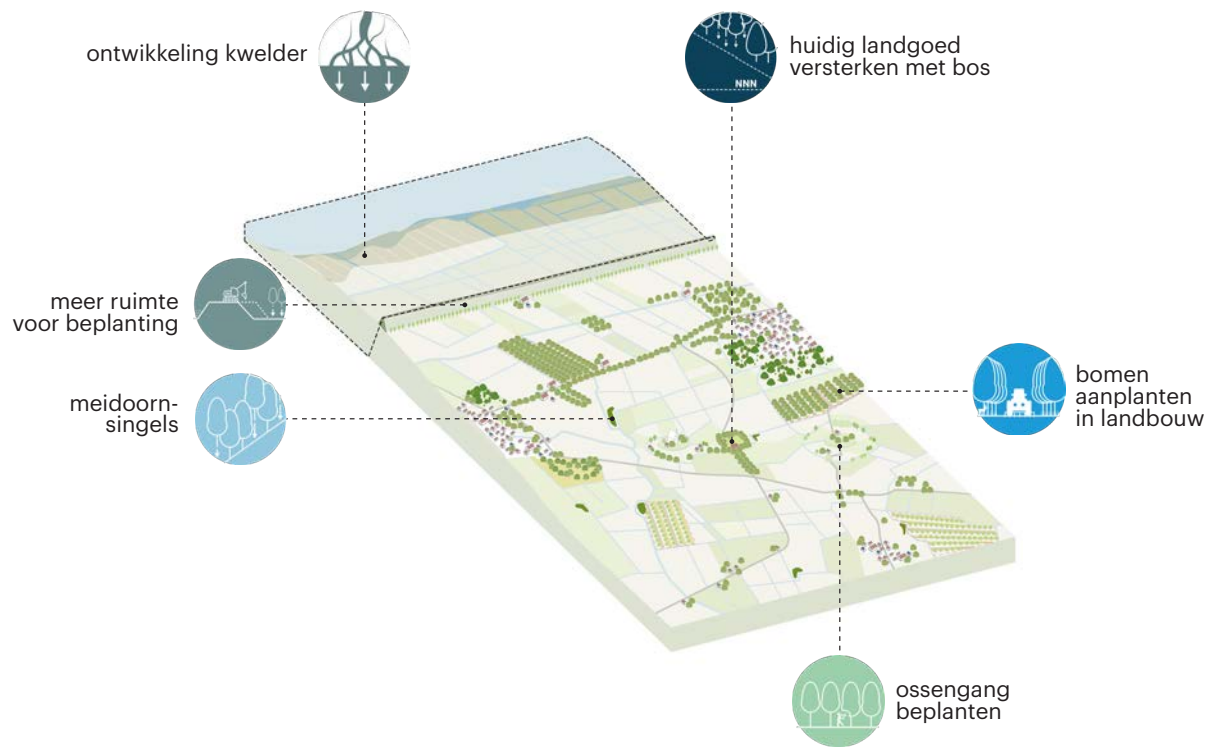 ontwikkeling kwelder
huidig landgoed
versterken met bos
NNN
meer ruimte
voor beplanting
meidoorn-
singels
bomen
aanplanten
in landbouw
ossengang
beplanten